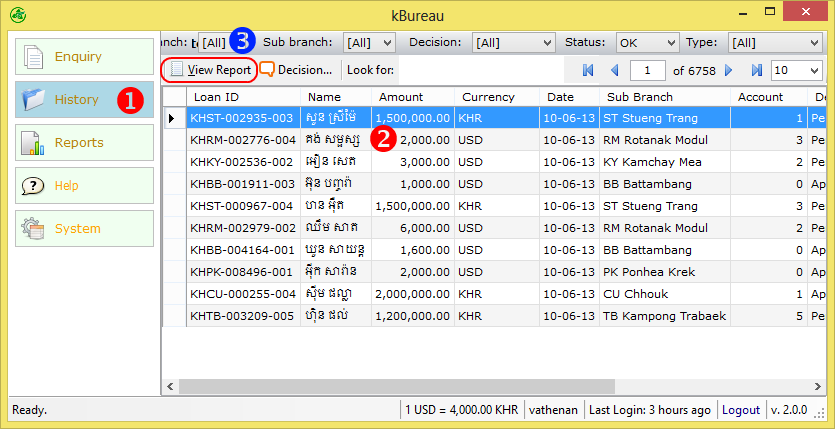 kBureau
Enquiry
History 1
Reports
Help
System
nch: to [All] 3 Sub branch: [All] Decision: [All] Status: OK Type: [All]
View Report Decision... Look for: 1 of 6758 10
Loan ID Name Amount Currency Date Sub Branch Account De
KHST-002935-003 សួន ស្រីម៉ៃ 1,500,000.00 KHR 10-06-13 ST Stueng Trang 1 Pe
KHRM-002776-004 គង់ សម្ផស្ស 2 2,000.00 USD 10-06-13 RM Rotanak Modul 3 Pe
KHKY-002536-002 អឿន សេត 3,000.00 USD 10-06-13 KY Kamchay Mea 2 Pe
KHBB-001911-003 អ៊ុន បញ្ចារ៉ា 1,000.00 USD 10-06-13 BB Battambang 0 Ap
KHST-000967-004 ហន អ៊ឹត 1,500,000.00 KHR 10-06-13 ST Stueng Trang 3 Pe
KHRM-002979-002 ឈឹម សាត 6,000.00 USD 10-06-13 RM Rotanak Modul 2 Pe
KHBB-004164-001 ឃួន សាយន្ត 1,600.00 USD 10-06-13 BB Battambang 0 Ap
KHPK-008496-001 អ៊ឹក សារ៉ាន 2,000.00 USD 10-06-13 PK Ponhea Krek 0 Ap
KHCU-000255-004 ស៊ឹម ផល្លា 2,000,000.00 KHR 10-06-13 CU Chhouk 1 Ap
KHTB-003209-005 ហ៊ិន ផល់ 1,200,000.00 KHR 10-06-13 TB Kampong Trabaek 5 Pe
Ready. 1 USD = 4,000.00 KHR vathenan Last Login: 3 hours ago Logout v. 2.0.0